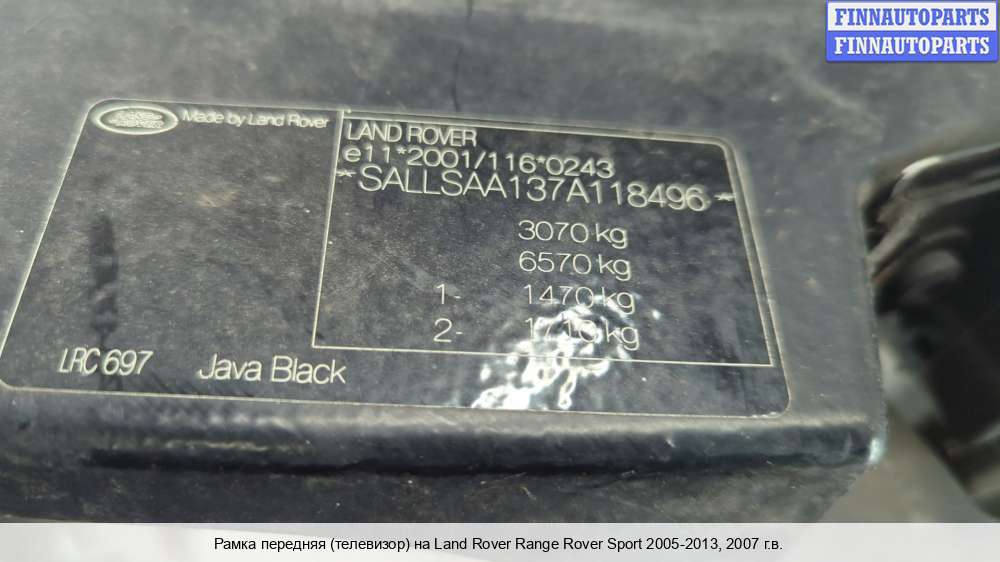 FINNAUTOPARTS
FINNAUTOPARTS
Made by Land Rover
LAND ROVER
e11*2001/116*0243
*SALLSAA137A118496*
3070 kg
6570 kg
1- 1470 kg
2- 1710 kg
LRC 697 Java Black
Рамка передняя (телевизор) на Land Rover Range Rover Sport 2005-2013, 2007 г.в.